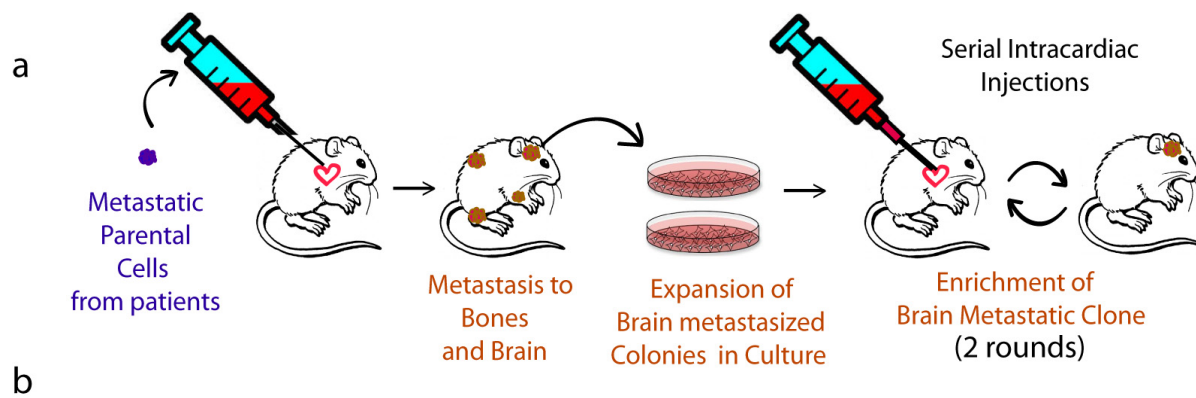 a
Serial Intracardiac
Injections
Metastatic
Parental
Cells
from patients
Metastasis to
Bones
and Brain
Expansion of
Brain metastasized
Colonies in Culture
Enrichment of
Brain Metastatic Clone
(2 rounds)
b